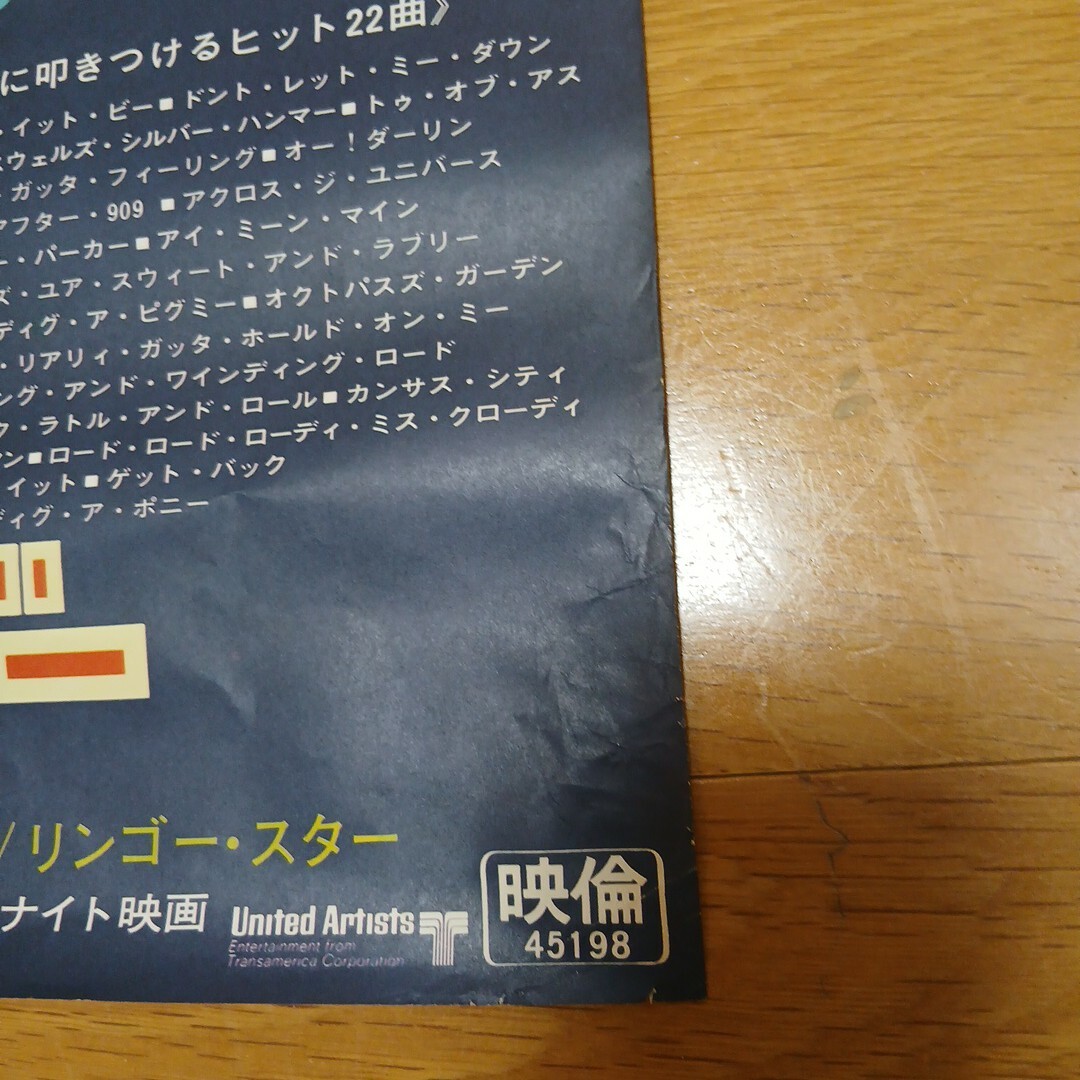 に叩きつけるヒット22曲》
・イット・ビー■ドント・レット・ミー・ダウン
スウェルズ・シルバー・ハンマー■トゥ・オブ・アス
・ガッタ・フィーリング■オー！ダーリン
アフター・909 ■アクロス・ジ・ユニバース
ー・パーカー■アイ・ミーン・マイン
ズ・ユア・スウィート・アンド・ラブリー
ディグ・ア・ピグミー■オクトパスズ・ガーデン
・リアリィ・ガッタ・ホールド・オン・ミー
ング・アンド・ワインディング・ロード
ク・ラトル・アンド・ロール■カンサス・シティ
アン■ロード・ロード・ローディ・ミス・クローディ
イット■ゲット・バック
ディグ・ア・ポニー
ー
/リンゴー・スター
ナイト映画 United Artists
Entertainment from
Transamerica Corporation
映倫
45198